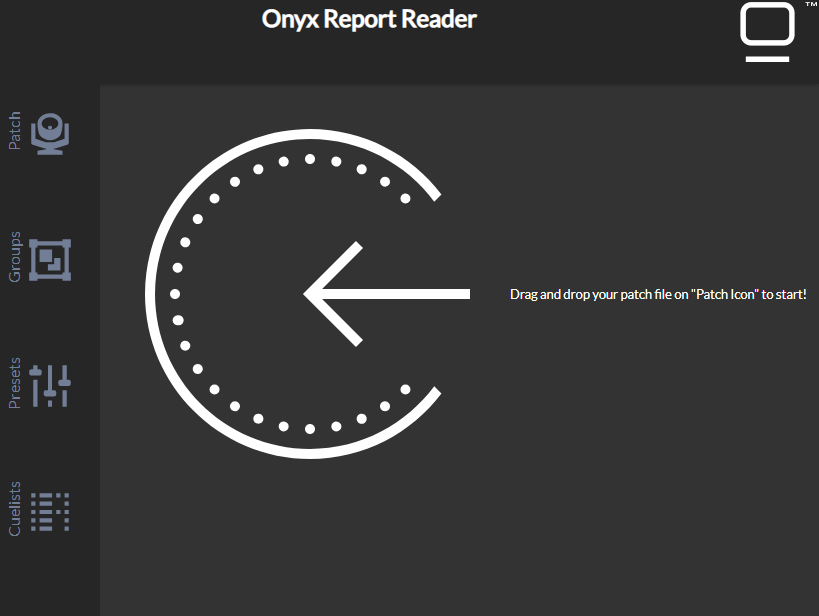 Onyx Report Reader
™
Patch
Groups
Presets
Cuelists
Drag and drop your patch file on "Patch Icon" to start!